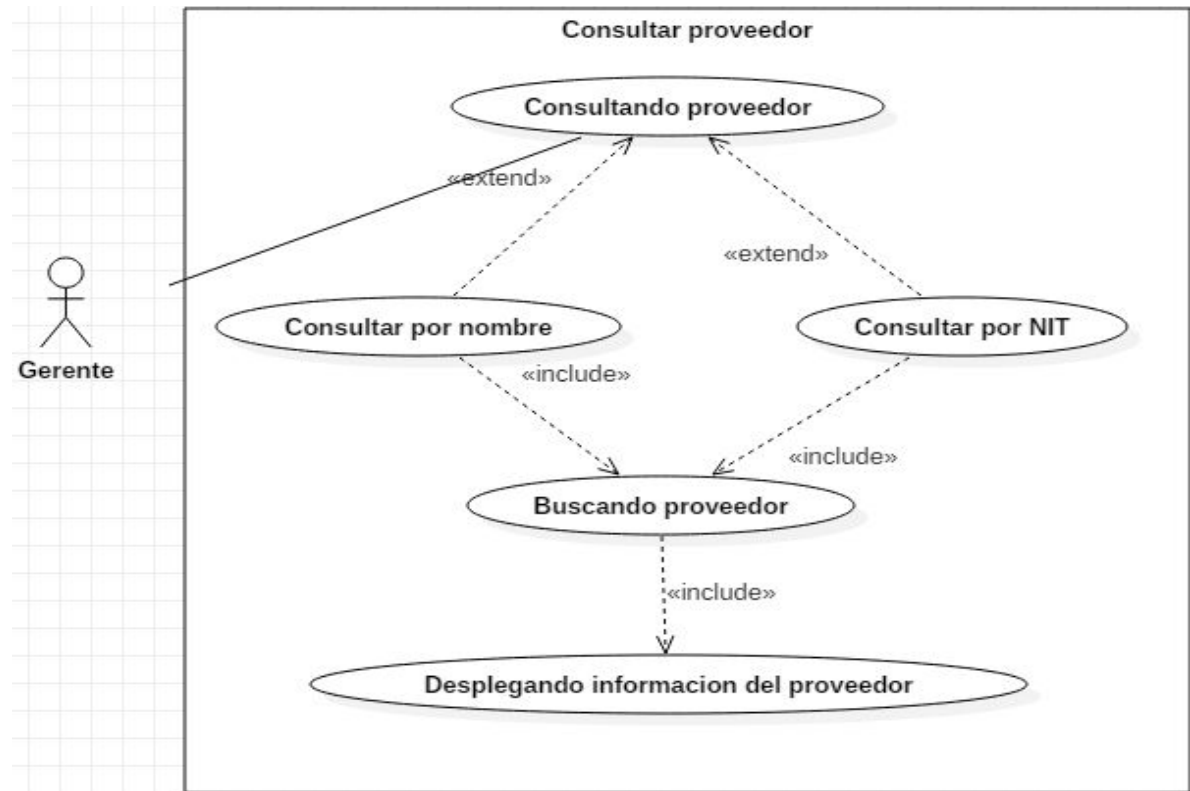 Consultar proveedor
Consultando proveedor
«extend»
«extend»
Consultar por nombre
Consultar por NIT
Gerente
«include»
«include»
Buscando proveedor
«include»
Desplegando informacion del proveedor